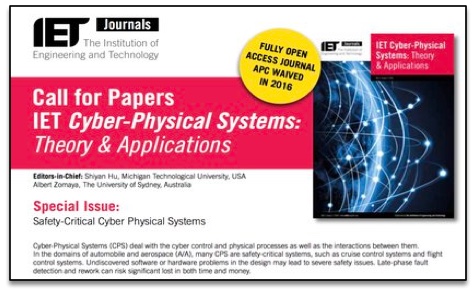 IET Journals
The Institution of
Engineering and Technology
FULLY OPEN
ACCESS JOURNAL
APC WAIVED
IN 2016
IET Journals
IET Cyber-Physical
Systems: Theory
& Applications
Call for Papers
IET Cyber-Physical Systems:
Theory & Applications
Editors-in-Chief: Shiyan Hu, Michigan Technological University, USA
Albert Zomaya, The University of Sydney, Australia
Special Issue:
Safety-Critical Cyber Physical Systems
Cyber-Physical Systems (CPS) deal with the cyber control and physical processes as well as the interactions between them.
In the domains of automobile and aerospace (A/A), many CPS are safety-critical systems, such as cruise control systems and flight
control systems. Undiscovered software or hardware problems in the design may lead to severe safety issues. Late-phase fault
detection and rework can risk significant lost in both time and money.